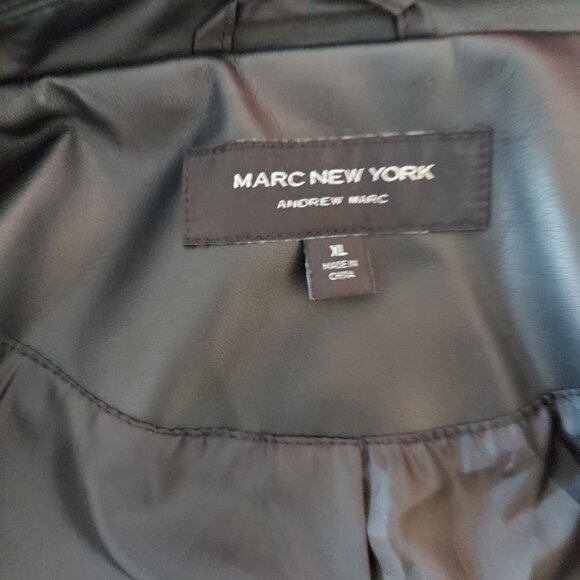 MARC NEW YORK
ANDREW MARC
XL
MADE IN
CHINA